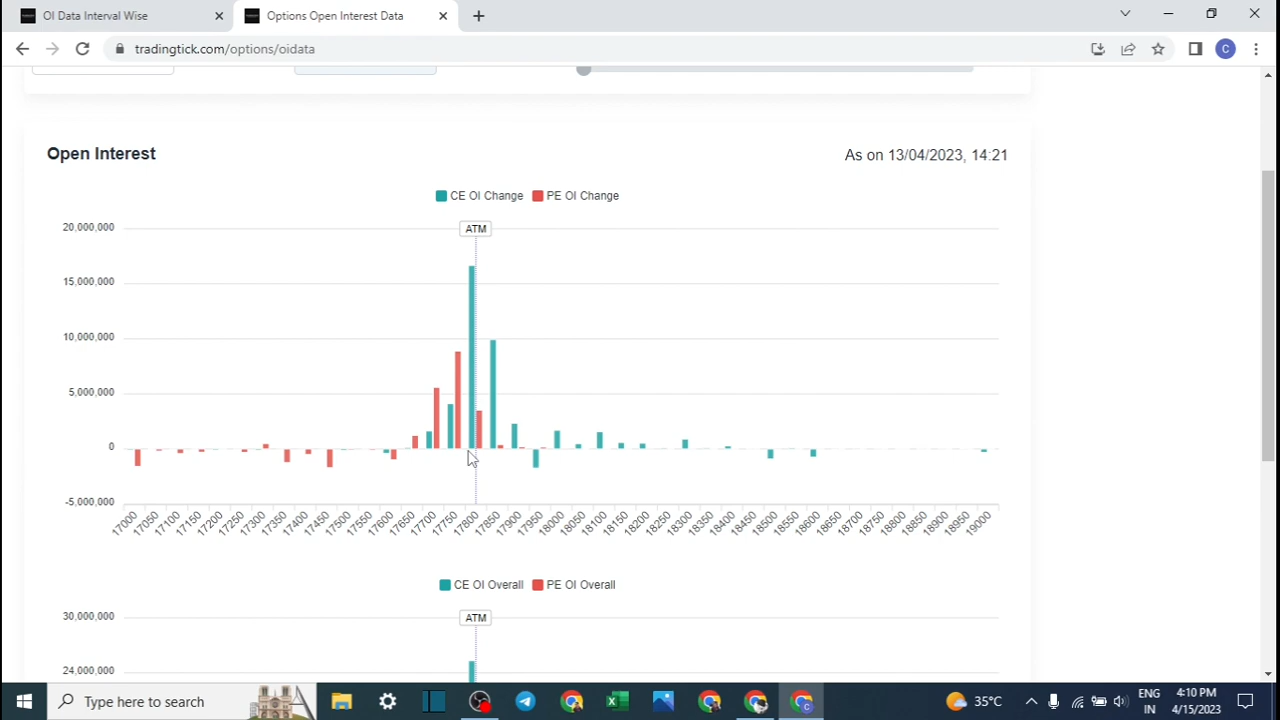 OI Data Interval Wise
Options Open Interest Data
tradingtick.com/options/oidata
C
Open Interest
As on 13/04/2023, 14:21
CE OI Change PE OI Change
ATM
20,000,000
15,000,000
10,000,000
5,000,000
0
-5,000,000
17000 17050 17100 17150 17200 17250 17300 17350 17400 17450 17500 17550 17600 17650 17700 17750 17800 17850 17900 17950 18000 18050 18100 18150 18200 18250 18300 18350 18400 18450 18500 18550 18600 18650 18700 18750 18800 18850 18900 18950 19000
CE OI Overall PE OI Overall
ATM
30,000,000
24,000,000
Type here to search
35°C
ENG
IN
4:10 PM
4/15/2023